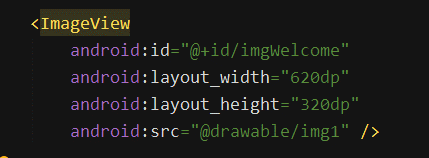 <ImageView
android:id="@+id/imgWelcome"
android:layout_width="620dp"
android:layout_height="320dp"
android:src="@drawable/img1" />